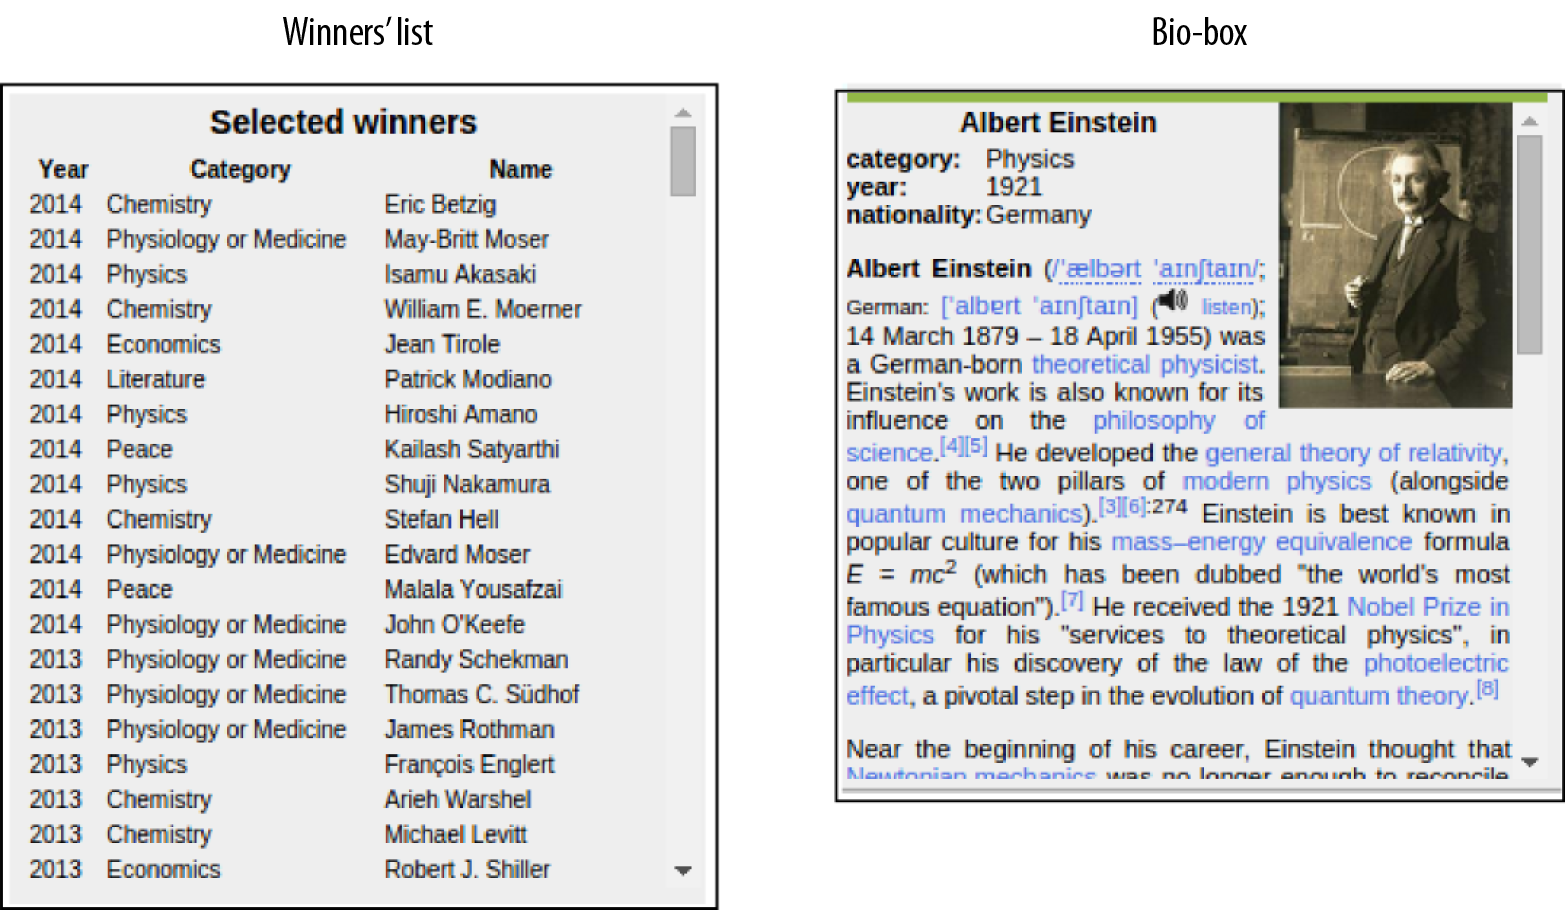 Winners’ list
Selected winners
Year Category Name
2014 Chemistry Eric Betzig
2014 Physiology or Medicine May-Britt Moser
2014 Physics Isamu Akasaki
2014 Chemistry William E. Moerner
2014 Economics Jean Tirole
2014 Literature Patrick Modiano
2014 Physics Hiroshi Amano
2014 Peace Kailash Satyarthi
2014 Physics Shuji Nakamura
2014 Chemistry Stefan Hell
2014 Physiology or Medicine Edvard Moser
2014 Peace Malala Yousafzai
2014 Physiology or Medicine John O'Keefe
2013 Physiology or Medicine Randy Schekman
2013 Physiology or Medicine Thomas C. Südhof
2013 Physiology or Medicine James Rothman
2013 Physics François Englert
2013 Chemistry Arieh Warshel
2013 Chemistry Michael Levitt
2013 Economics Robert J. Shiller
Bio-box
Albert Einstein
category: Physics
year: 1921
nationality: Germany
Albert Einstein (/ˈælbərt ˈaɪnʃtaɪn/;
German: [ˈalbɐt ˈaɪnʃtaɪn] ( listen);
14 March 1879 – 18 April 1955) was
a German-born theoretical physicist.
Einstein's work is also known for its
influence on the philosophy of
science.[4][5] He developed the general theory of relativity,
one of the two pillars of modern physics (alongside
quantum mechanics).[3][6]:274 Einstein is best known in
popular culture for his mass–energy equivalence formula
E = mc² (which has been dubbed "the world's most
famous equation").[7] He received the 1921 Nobel Prize in
Physics for his "services to theoretical physics", in
particular his discovery of the law of the photoelectric
effect, a pivotal step in the evolution of quantum theory.[8]
Near the beginning of his career, Einstein thought that
Newtonian mechanics was no longer enough to reconcile